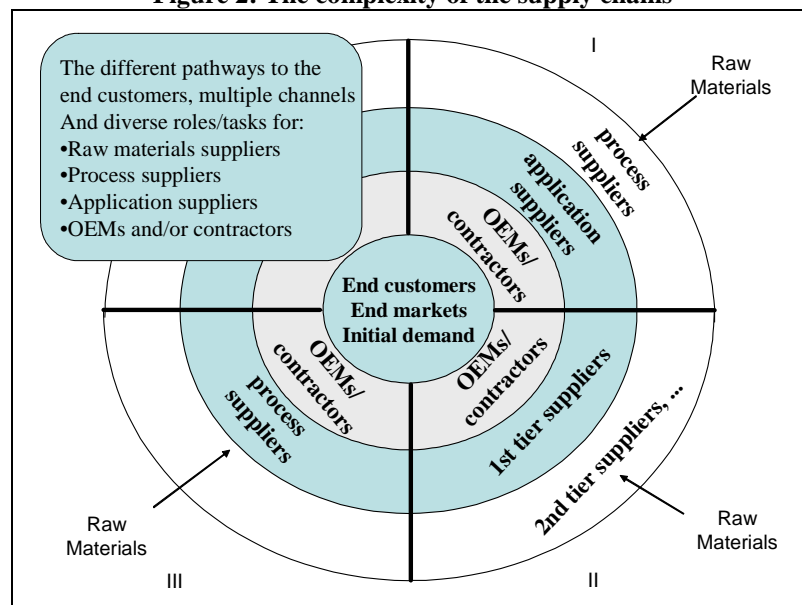 Figure 2: The complexity of the supply chains
The different pathways to the
end customers, multiple channels
And diverse roles/tasks for:
•Raw materials suppliers
•Process suppliers
•Application suppliers
•OEMs and/or contractors
I
Raw
Materials
process
suppliers
application
suppliers
OEMs/
contractors
End customers
End markets
Initial demand
OEMs/
contractors
process
suppliers
OEMs/
contractors
1st tier suppliers
2nd tier suppliers, ...
Raw
Materials
III
Raw
Materials
II